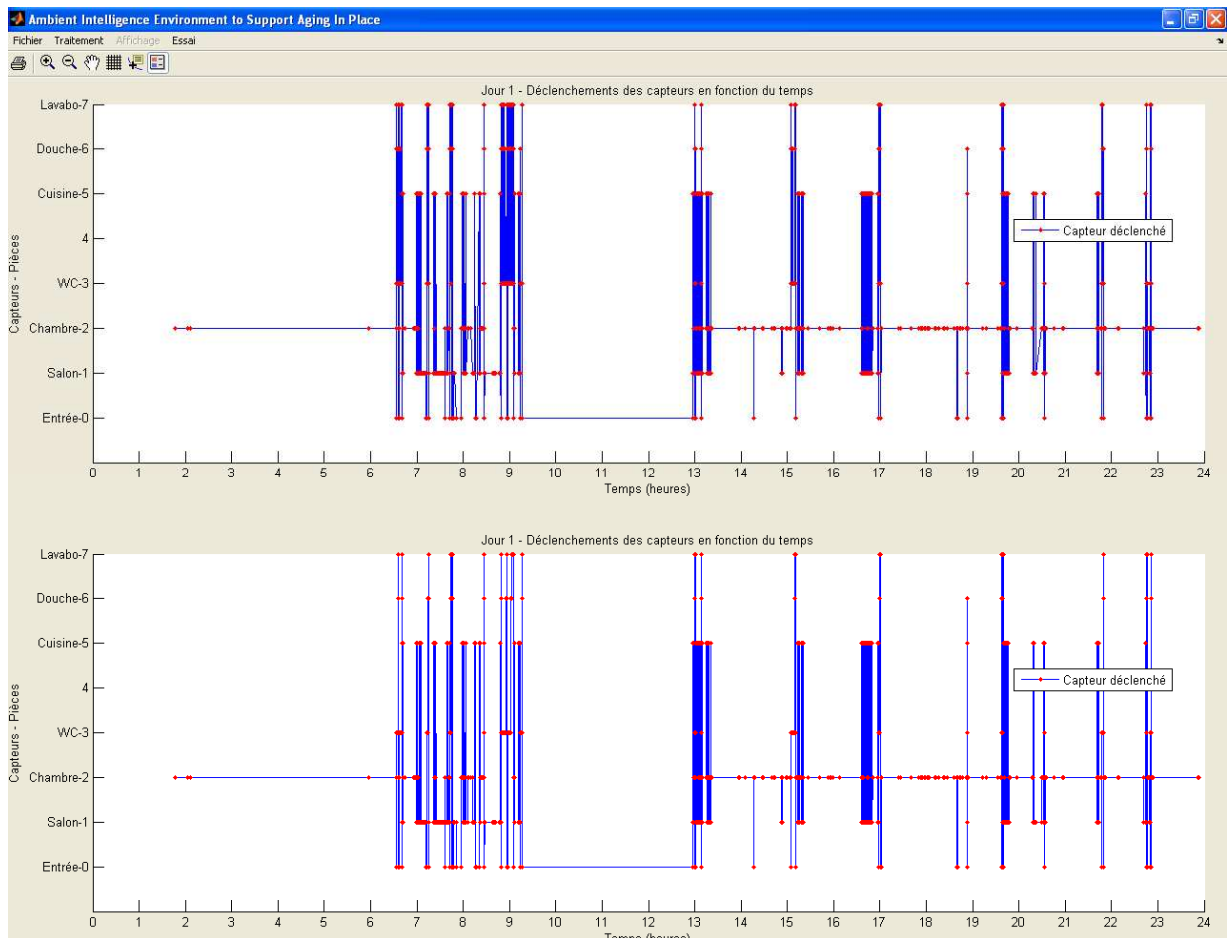 Ambient Intelligence Environment to Support Aging In Place
Fichier Traitement Affichage Essai
Jour 1 - Déclenchements des capteurs en fonction du temps
Capteurs - Pièces
Lavabo-7
Douche-6
Cuisine-5
4
WC-3
Chambre-2
Salon-1
Entrée-0
Capteur déclenché
0 1 2 3 4 5 6 7 8 9 10 11 12 13 14 15 16 17 18 19 20 21 22 23 24
Temps (heures)
Jour 1 - Déclenchements des capteurs en fonction du temps
Capteurs - Pièces
Lavabo-7
Douche-6
Cuisine-5
4
WC-3
Chambre-2
Salon-1
Entrée-0
Capteur déclenché
0 1 2 3 4 5 6 7 8 9 10 11 12 13 14 15 16 17 18 19 20 21 22 23 24
Temps (heures)